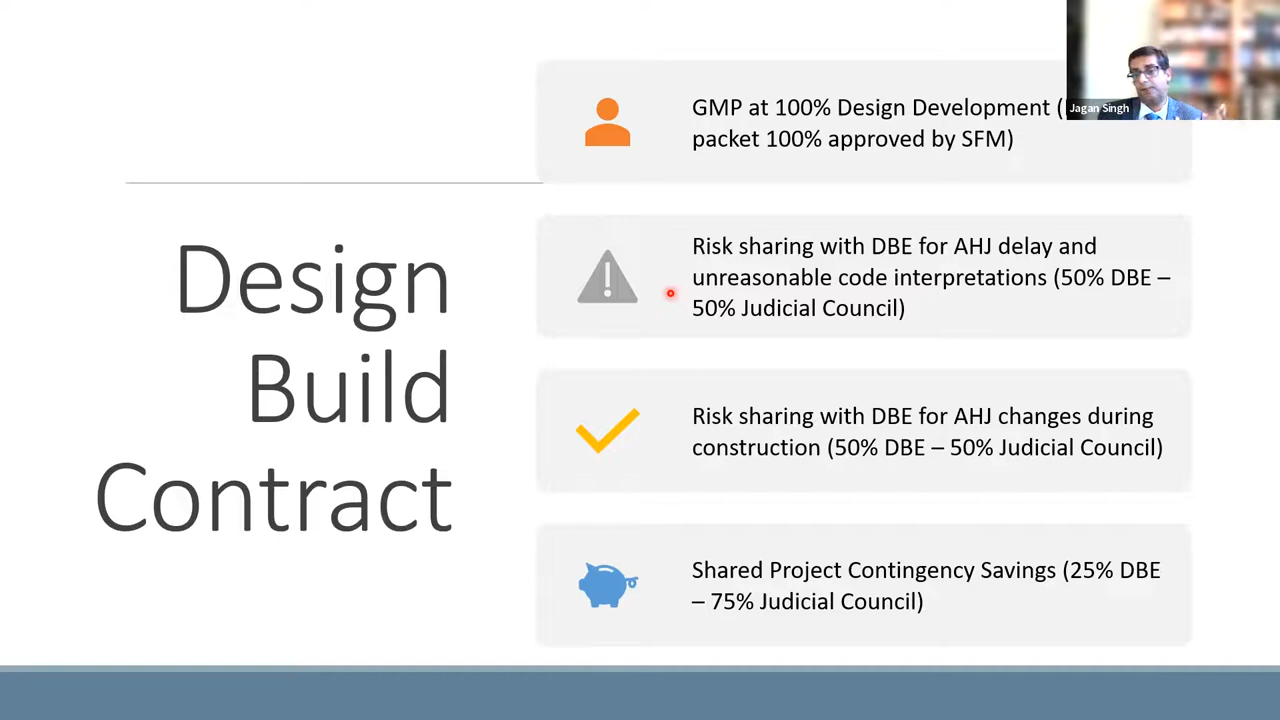 Design
Build
Contract
GMP at 100% Design Development (
packet 100% approved by SFM)
Risk sharing with DBE for AHJ delay and
unreasonable code interpretations (50% DBE –
50% Judicial Council)
Risk sharing with DBE for AHJ changes during
construction (50% DBE – 50% Judicial Council)
Shared Project Contingency Savings (25% DBE
– 75% Judicial Council)
Jagan Singh